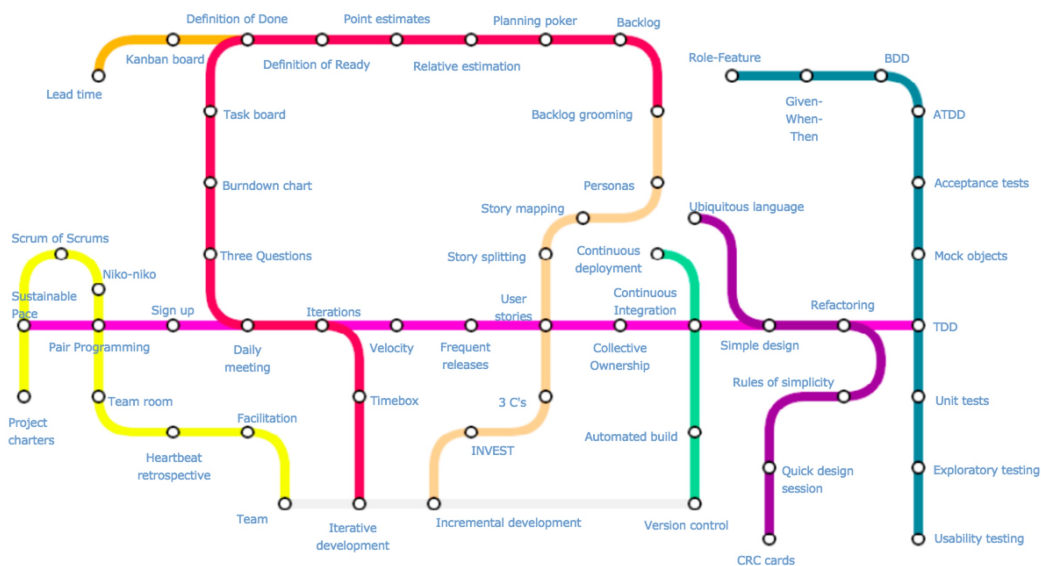 Definition of Done
Point estimates
Planning poker
Backlog
Kanban board
Definition of Ready
Relative estimation
Role-Feature
BDD
Lead time
Given-
When-
Then
Task board
Backlog grooming
ATDD
Burndown chart
Personas
Acceptance tests
Story mapping
Ubiquitous language
Scrum of Scrums
Three Questions
Story splitting
Continuous
deployment
Mock objects
Niko-niko
Sustainable
Pace
Sign up
Iterations
User
stories
Continuous
Integration
Refactoring
TDD
Pair Programming
Daily
meeting
Velocity
Frequent
releases
Collective
Ownership
Simple design
Rules of simplicity
Team room
Timebox
3 C's
Unit tests
Project
charters
Facilitation
Automated build
Heartbeat
retrospective
INVEST
Quick design
session
Exploratory testing
Team
Iterative
development
Incremental development
Version control
Usability testing
CRC cards